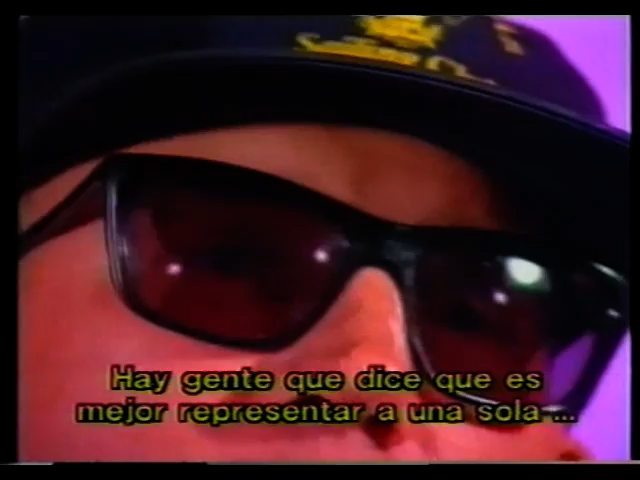 Hay gente que dice que es
mejor representar a una sola ...